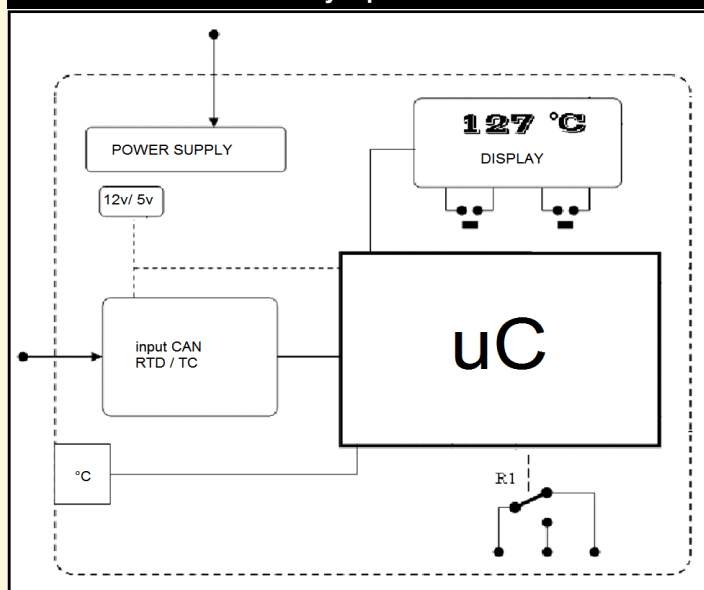 127 °C
DISPLAY
POWER SUPPLY
12v/ 5v
input CAN
RTD / TC
uC
°C
R1